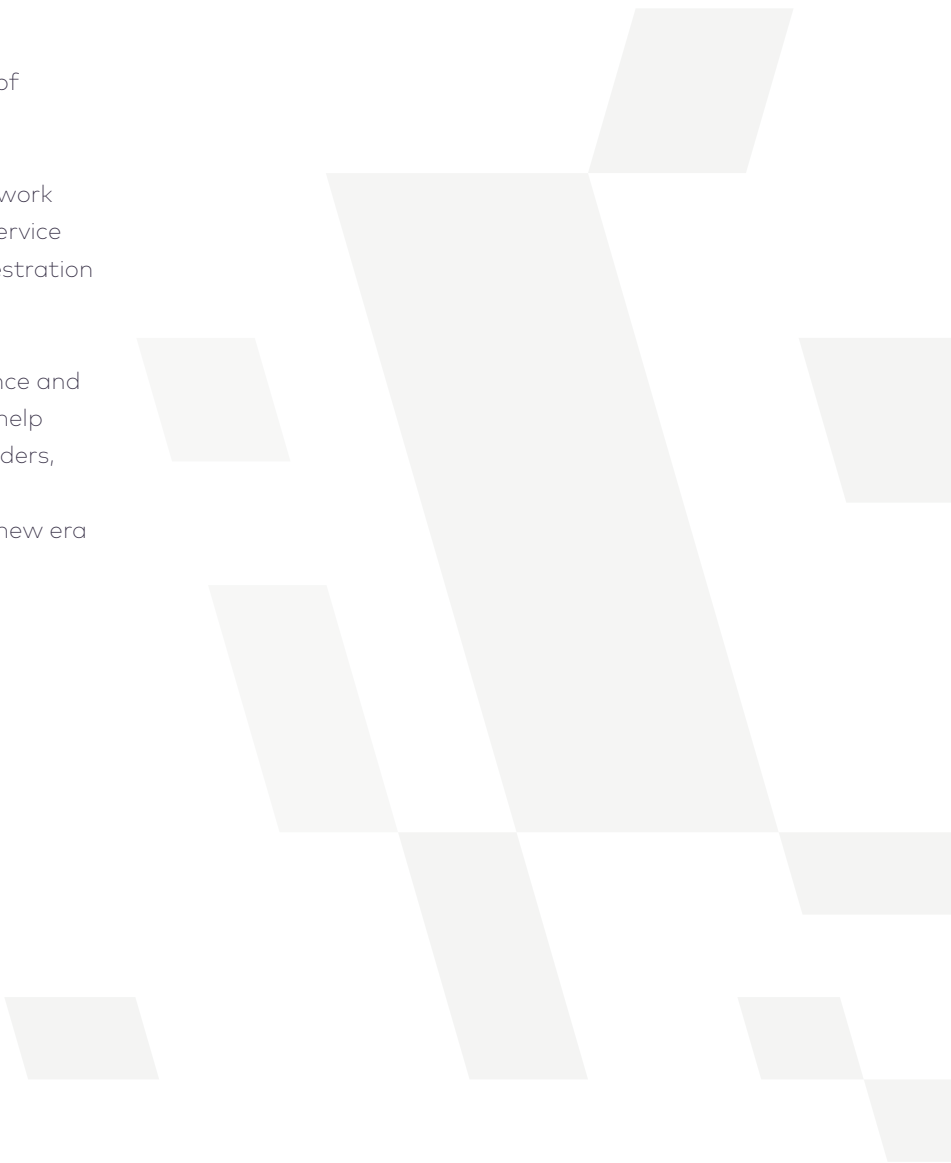 of
work
ervice
estration
nce and
help
ders,
new era